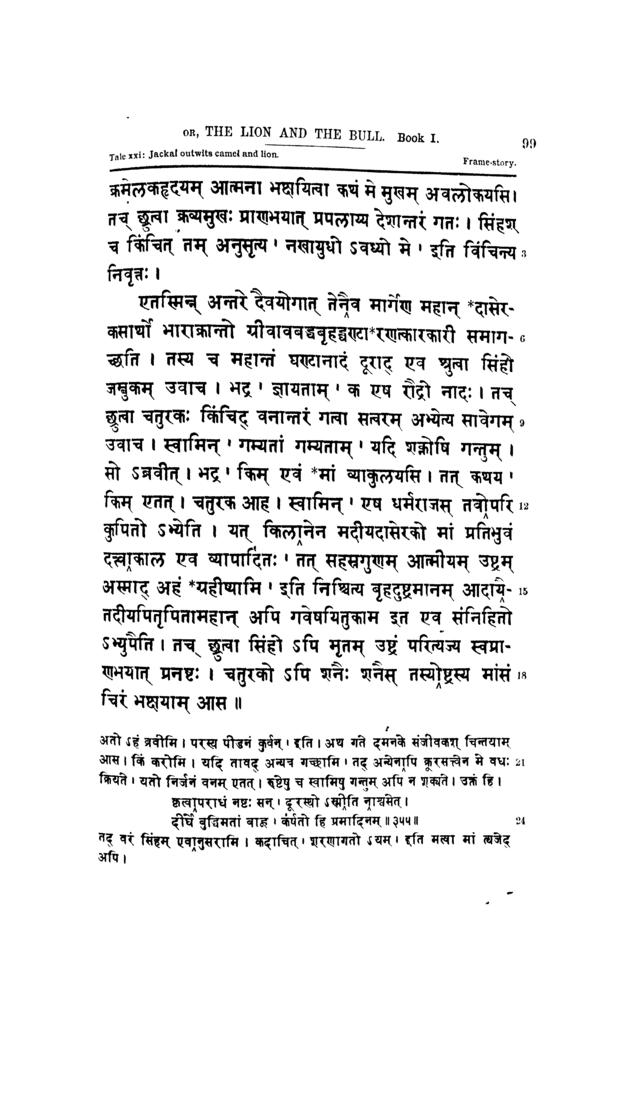 OR, THE LION AND THE BULL. Book I.
99
Tale xxi: Jackal outwits camel and lion.
Frame-story.
क्रमेलकहृदयम् आत्मना भक्षयित्वा कथं मे मुखम् अवलोकयसि।
तच् छ्रुत्वा क्रव्यमुखः प्राणभयात् प्रपलाय्य देशान्तरं गतः। सिंहश्
च किंचित् तम् अनुसृत्य ' नखायुधो ऽवध्यो मे ' इति विचिन्त्य 3
निवृत्तः।
एतस्मिन्न् अन्तरे दैवयोगात् तेनैव मार्गेण महान् *दासेर-
कसार्थो भाराक्रान्तो ग्रीवावबद्धबृहद्घण्टा*रणत्कारकारी समाग- 6
च्छति। तस्य च महान्तं घण्टानादं दूराद् एव श्रुत्वा सिंहो
जम्बुकम् उवाच। भद्र ' ज्ञायताम् ' क एष रौद्रो नादः। तच्
छ्रुत्वा चतुरकः किंचिद् वनान्तरं गत्वा सत्वरम् अभ्येत्य सावेगम् 9
उवाच। स्वामिन् ' गम्यतां गम्यताम् ' यदि शक्नोषि गन्तुम्।
सो ऽब्रवीत्। भद्र ' किम् एवं *मां व्याकुलयसि। तत् कथय '
किम् एतत्। चतुरक आह। स्वामिन् ' एष धर्मराजस् तवोपरि 12
कुपितो ऽभ्येति। यत् किलानेन मदीयदासेरको मां प्रतिभुवं
दत्त्वाकाल एव व्यापादितः ' तत् सहस्रगुणम् आत्मीयम् उष्ट्रम्
अस्माद् अहं *ग्रहीष्यामि ' इति निश्चित्य बृहदुष्ट्रमानम् आदायै- 15
तदीयपितृपितामहान् अपि गवेषयितुकाम इत एव संनिहितो
ऽभ्युपैति। तच् छ्रुत्वा सिंहो ऽपि मृतम् उष्ट्रं परित्यज्य स्वप्रा-
णभयात् प्रनष्टः। चतुरको ऽपि शनैः शनैस् तस्योष्ट्रस्य मांसं 18
चिरं भक्षयाम् आस॥
अतो ऽहं ब्रवीमि। परस्य पीडनं कुर्वन् ' इति। अथ गते दमनके संजीवकश् चिन्तयाम्
आस। किं करोमि। यदि तावद् अन्यत्र गच्छामि ' तद् अन्येनापि क्रूरसत्त्वेन मे वधः 21
क्रियते ' यतो निर्जनं वनम् एतत्। रुष्टेषु च स्वामिषु गन्तुम् अपि न शक्यते। उक्तं हि।
कृत्वापराधं नष्टः सन् ' दूरस्थो ऽस्मीति नाश्वसेत्।
दीर्घौ बुद्धिमतां बाहू ' कर्षतो हि प्रमादिनम्॥३५५॥ 24
तद् वरं सिंहम् एवानुसरामि। कदाचित् ' शरणागतो ऽयम् ' इति मत्वा मां त्यजेद्
अपि।